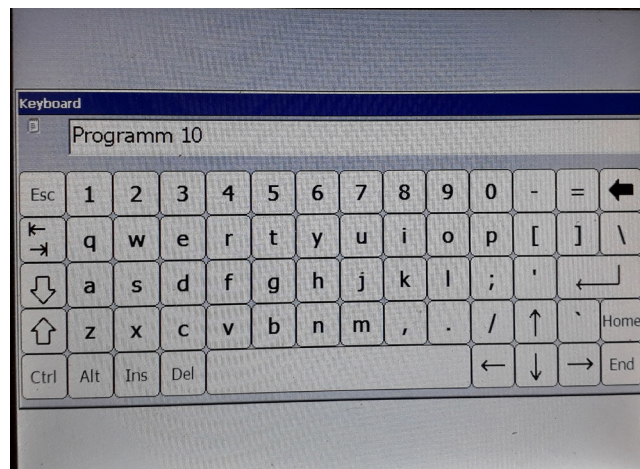 Keyboard
Programm 10
Esc 1 2 3 4 5 6 7 8 9 0 - =
q w e r t y u i o p [ ] \
a s d f g h j k l ; '
z x c v b n m , . / ↑ ` Home
Ctrl Alt Ins Del ← ↓ → End